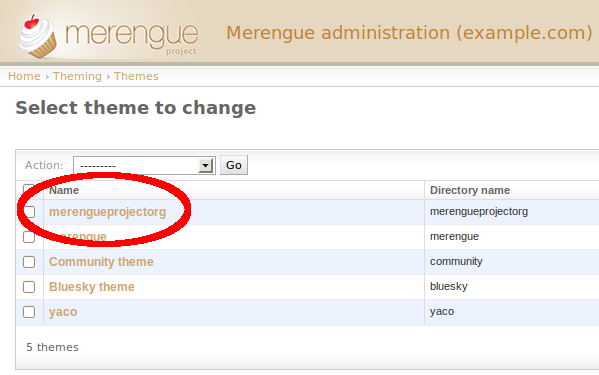 merengue
project
Merengue administration (example.com)
Home › Theming › Themes
Select theme to change
Action: --------- Go
Name Directory name
merengueprojectorg merengueprojectorg
merengue merengue
Community theme community
Bluesky theme bluesky
yaco yaco
5 themes